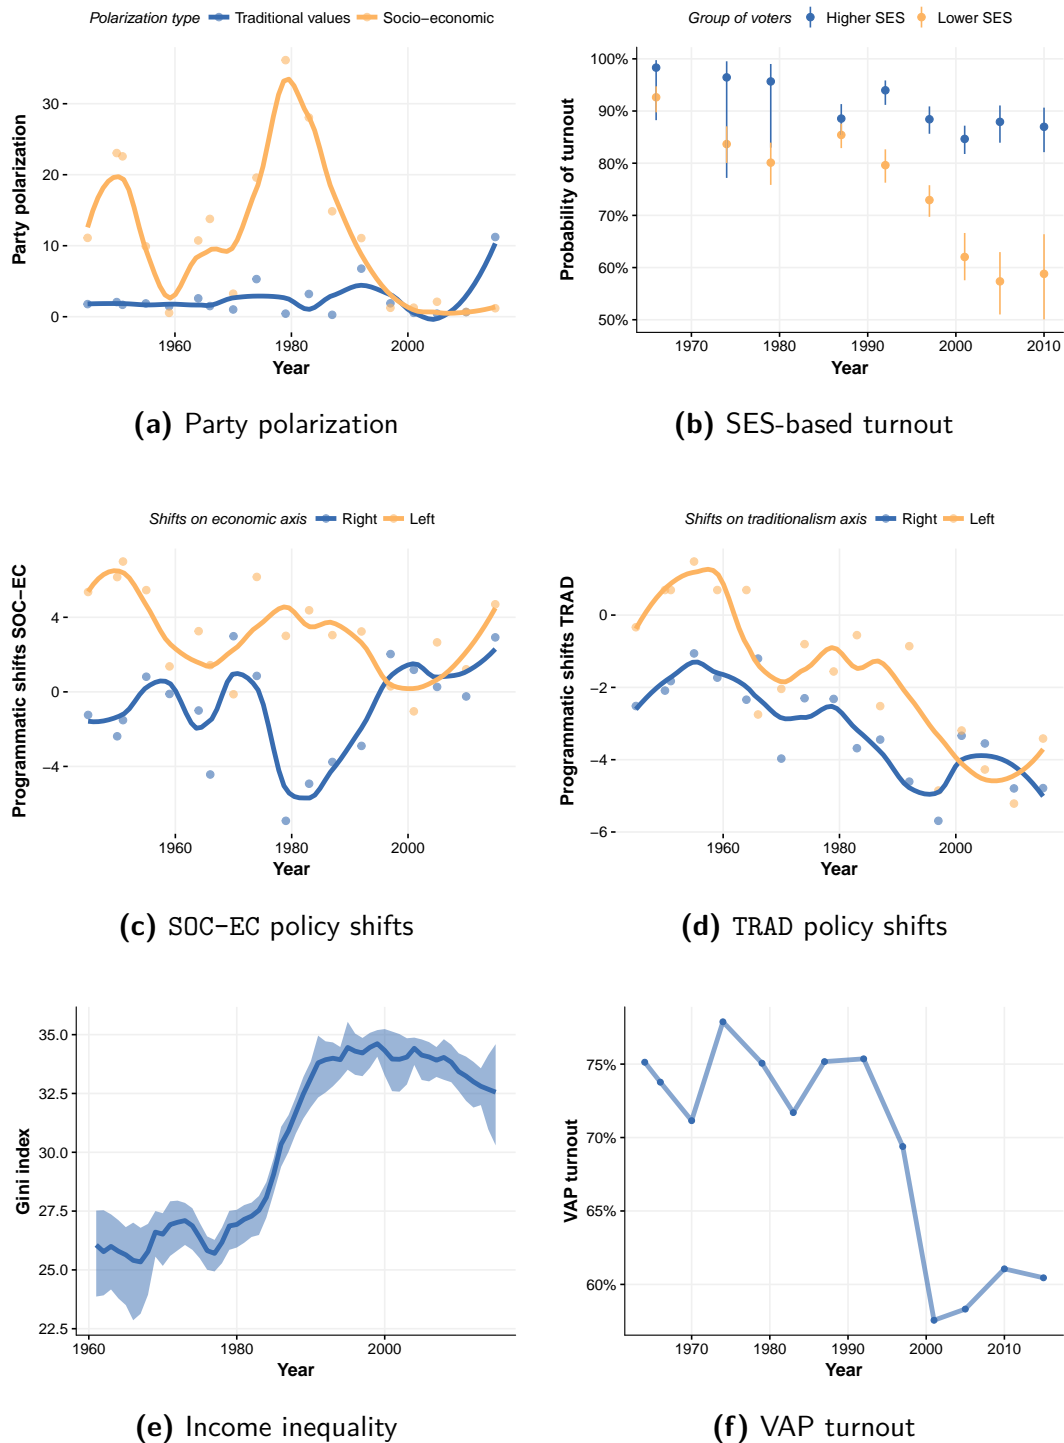 Polarization type Traditional values Socio−economic
Party polarization
30
20
10
0
1960 1980 2000
Year
(a) Party polarization
Group of voters Higher SES Lower SES
Probability of turnout
100%
90%
80%
70%
60%
50%
1970 1980 1990 2000 2010
Year
(b) SES-based turnout
Shifts on economic axis Right Left
Programmatic shifts SOC−EC
4
0
−4
1960 1980 2000
Year
(c) SOC-EC policy shifts
Shifts on traditionalism axis Right Left
Programmatic shifts TRAD
0
−2
−4
−6
1960 1980 2000
Year
(d) TRAD policy shifts
Gini index
35.0
32.5
30.0
27.5
25.0
22.5
1960 1980 2000
Year
(e) Income inequality
VAP turnout
75%
70%
65%
60%
1970 1980 1990 2000 2010
Year
(f) VAP turnout